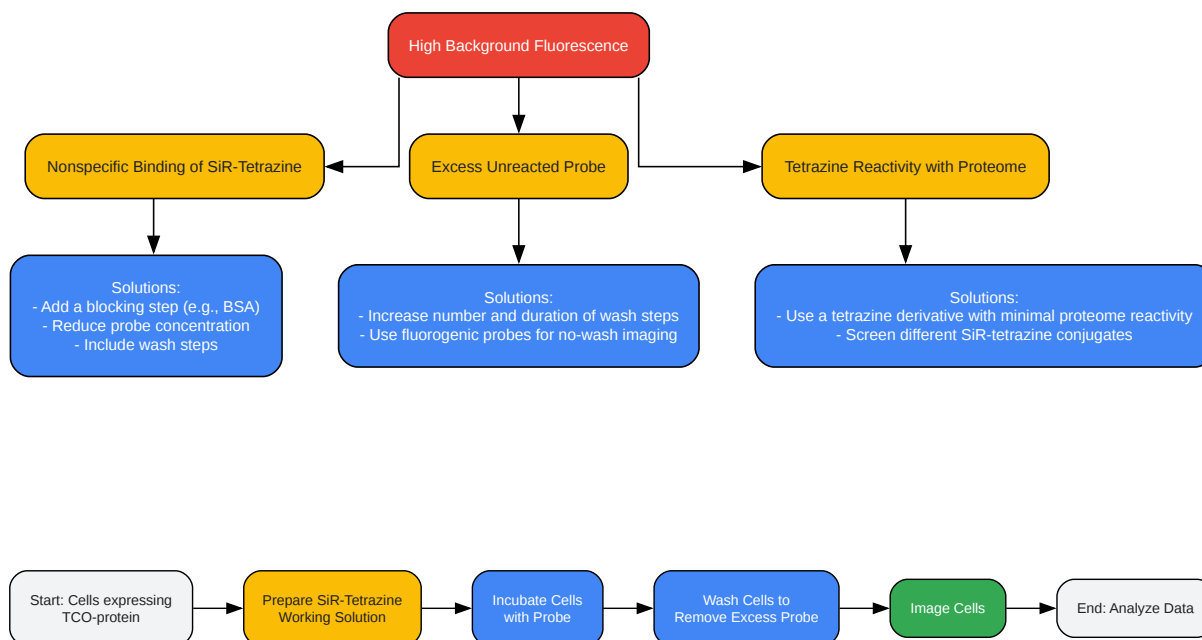 High Background Fluorescence
Nonspecific Binding of SiR-Tetrazine
Excess Unreacted Probe
Tetrazine Reactivity with Proteome
Solutions:
- Add a blocking step (e.g., BSA)
- Reduce probe concentration
- Include wash steps
Solutions:
- Increase number and duration of wash steps
- Use fluorogenic probes for no-wash imaging
Solutions:
- Use a tetrazine derivative with minimal proteome reactivity
- Screen different SiR-tetrazine conjugates
Start: Cells expressing
TCO-protein
Prepare SiR-Tetrazine
Working Solution
Incubate Cells
with Probe
Wash Cells to
Remove Excess Probe
Image Cells
End: Analyze Data